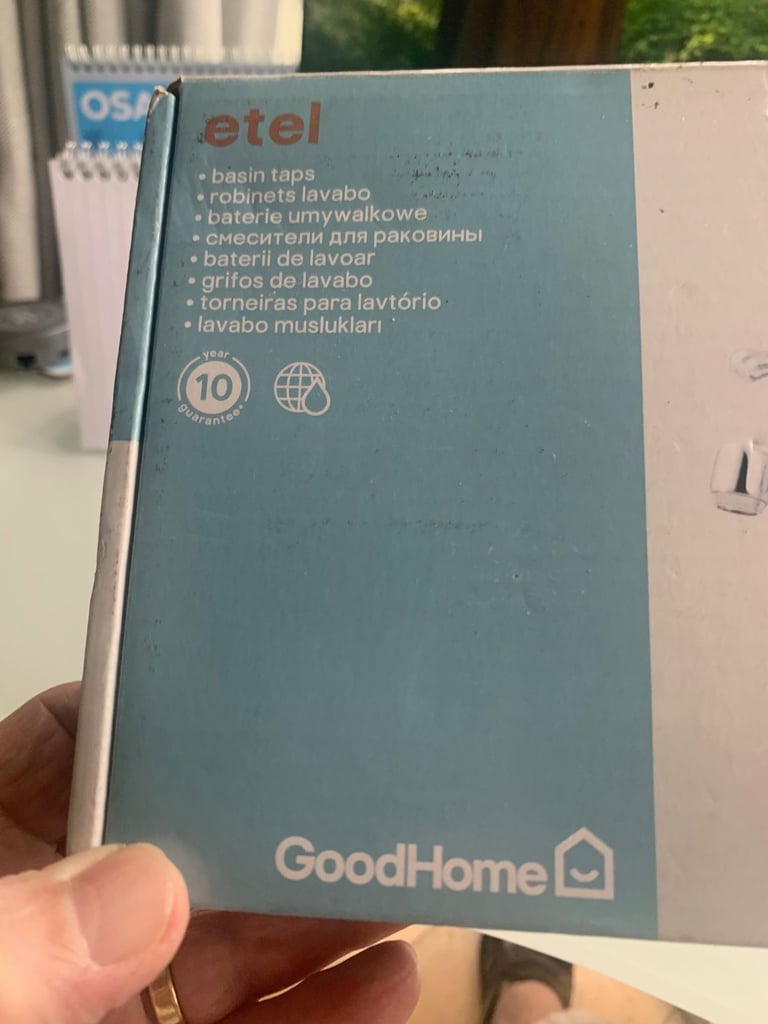 OSA
etel
• basin taps
• robinets lavabo
• baterie umywalkowe
• смесители для раковины
• baterii de lavoar
• grifos de lavabo
• torneiras para lavtório
• lavabo muslukları
year
10
guarantee*
GoodHome